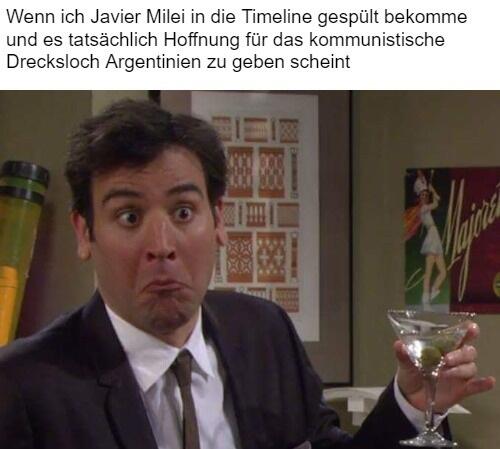 Wenn ich Javier Milei in die Timeline gespült bekomme
und es tatsächlich Hoffnung für das kommunistische
Drecksloch Argentinien zu geben scheint